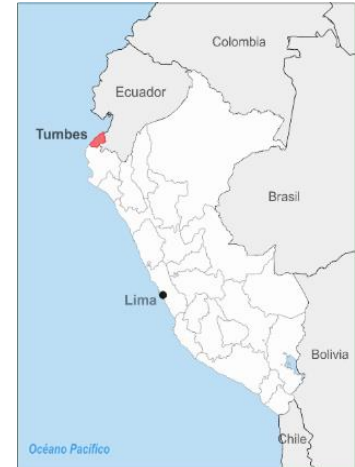 Colombia
Ecuador
Tumbes
Brasil
Lima
Bolivia
Chile
Océano Pacífico